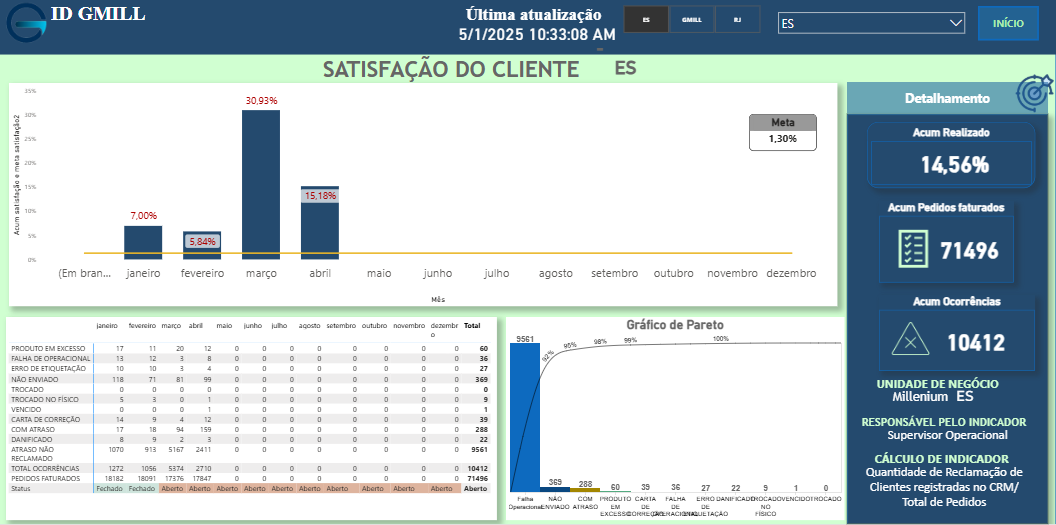 ID GMILL
Última atualização
5/1/2025 10:33:08 AM
ES
GMILL
RJ
ES
INÍCIO
SATISFAÇÃO DO CLIENTE ES
Acum satisfação e meta satisfação2
35%
30%
25%
20%
15%
10%
5%
0%
7,00%
5,84%
30,93%
15,18%
Meta
1,30%
(Em bran... janeiro fevereiro março abril maio junho julho agosto setembro outubro novembro dezembro
Mês
Detalhamento
Acum Realizado
14,56%
Acum Pedidos faturados
71496
Acum Ocorrências
10412
UNIDADE DE NEGÓCIO
Millenium ES
RESPONSÁVEL PELO INDICADOR
Supervisor Operacional
CÁLCULO DE INDICADOR
Quantidade de Reclamação de
Clientes registradas no CRM/
Total de Pedidos
janeiro fevereiro março abril maio junho julho agosto setembro outubro novembro dezembr Total
o
PRODUTO EM EXCESSO 17 11 20 12 0 0 0 0 0 0 0 0 60
FALHA DE OPERACIONAL 13 12 3 8 0 0 0 0 0 0 0 0 36
ERRO DE ETIQUETAÇÃO 10 10 3 4 0 0 0 0 0 0 0 0 27
NÃO ENVIADO 118 71 81 99 0 0 0 0 0 0 0 0 369
TROCADO 0 0 0 0 0 0 0 0 0 0 0 0 0
TROCADO NO FÍSICO 5 3 0 1 0 0 0 0 0 0 0 0 9
VENCIDO 0 0 0 1 0 0 0 0 0 0 0 0 1
CARTA DE CORREÇÃO 14 9 4 12 0 0 0 0 0 0 0 0 39
COM ATRASO 17 18 94 159 0 0 0 0 0 0 0 0 288
DANIFICADO 8 9 2 3 0 0 0 0 0 0 0 0 22
ATRASO NÃO 1070 913 5167 2411 0 0 0 0 0 0 0 0 9561
RECLAMADO
TOTAL OCORRÊNCIAS 1272 1056 5374 2710 0 0 0 0 0 0 0 0 10412
PEDIDOS FATURADOS 18182 18091 17376 17847 0 0 0 0 0 0 0 0 71496
Status Fechado Fechado Aberto Aberto Aberto Aberto Aberto Aberto Aberto Aberto Aberto Aberto Aberto
Gráfico de Pareto
9561
92%
95%
98%
99%
100%
369 288 60 39 36 27 22 9 1 0
Falha NÃO COM PRODUTO CARTA FALHA ERRO DANIFICADO TROCADO VENCIDO TROCADO
Operacional ENVIADO ATRASO EM DE DE DE NO
EXCESSO CORREÇÃO OPERACIONAL ETIQUETAÇÃO FÍSICO